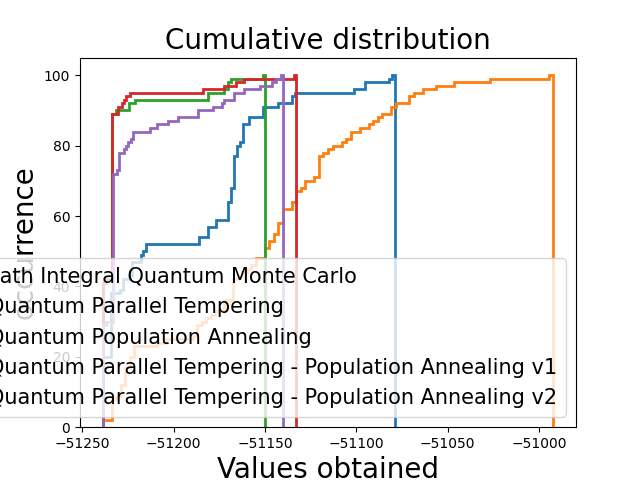 Cumulative distribution
100
80
60
40
20
0
occurrence
ath Integral Quantum Monte Carlo
Quantum Parallel Tempering
Quantum Population Annealing
Quantum Parallel Tempering - Population Annealing v1
Quantum Parallel Tempering - Population Annealing v2
−51250 −51200 −51150 −51100 −51050 −51000
Values obtained